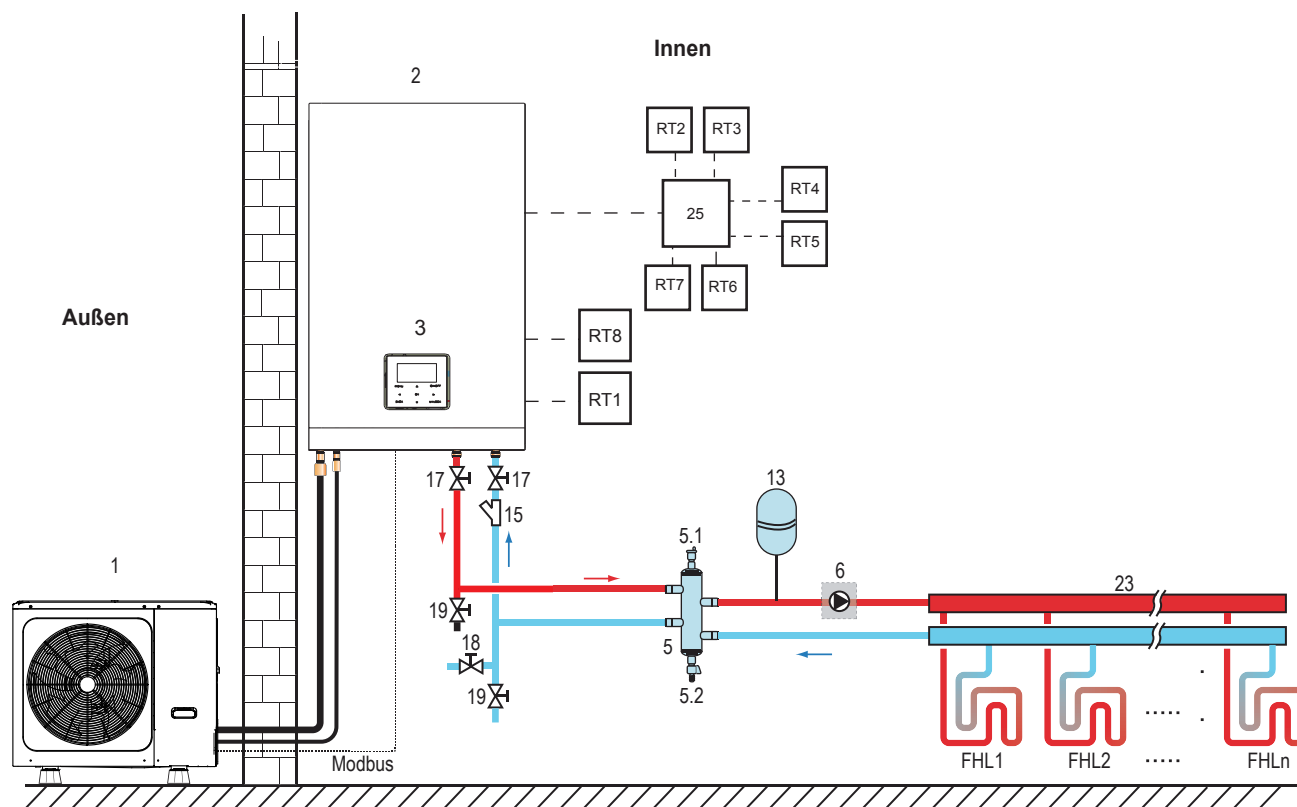 Innen
2
RT2
RT3
RT4
25
RT5
RT7
RT6
Außen
3
RT8
RT1
17
17
15
13
5.1
1
6
23
19
18
5
19
5.2
Modbus
FHL1
FHL2
.....
.....
FHLn